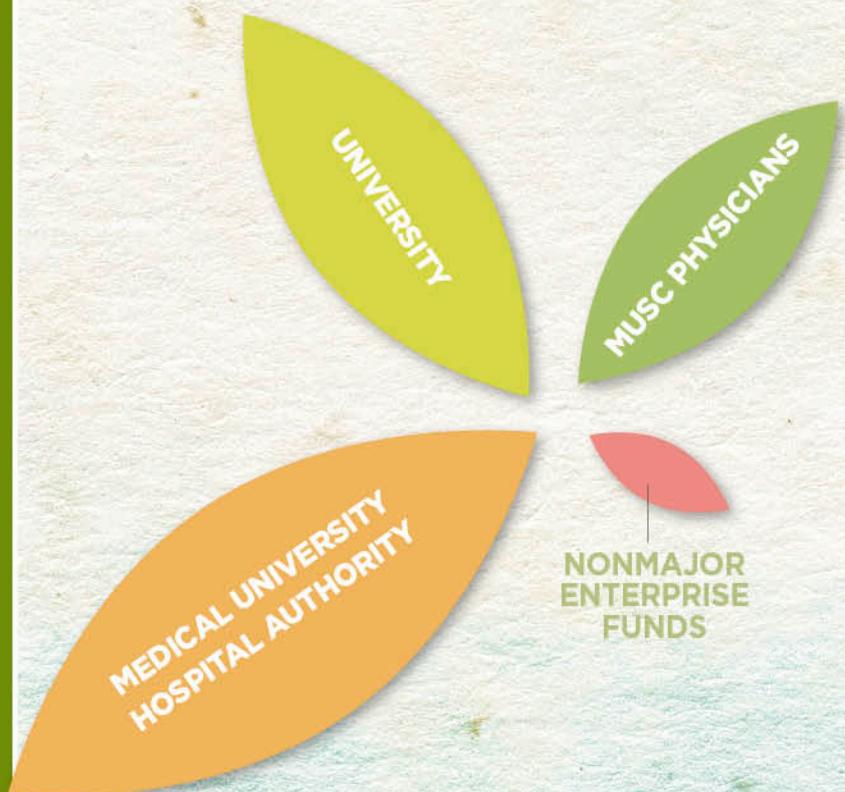 UNIVERSITY
MUSC PHYSICIANS
MEDICAL UNIVERSITY
HOSPITAL AUTHORITY
NONMAJOR
ENTERPRISE
FUNDS